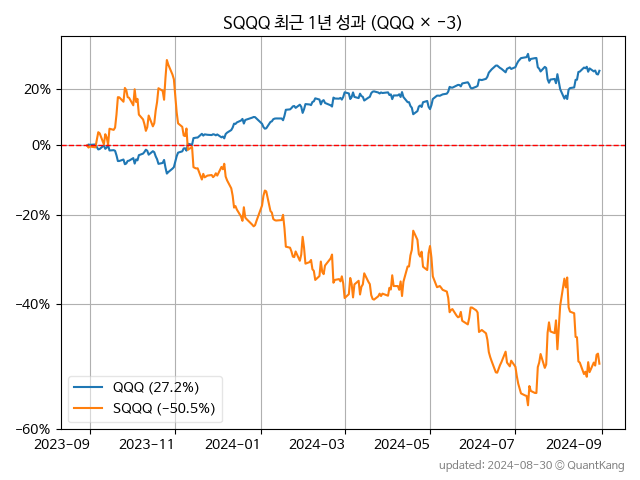 SQQQ 최근 1년 성과 (QQQ × −3)
20%
0%
−20%
−40%
−60%
QQQ (27.2%)
SQQQ (−50.5%)
2023−09 2023−11 2024−01 2024−03 2024−05 2024−07 2024−09
updated: 2024-08-30 © QuantKang